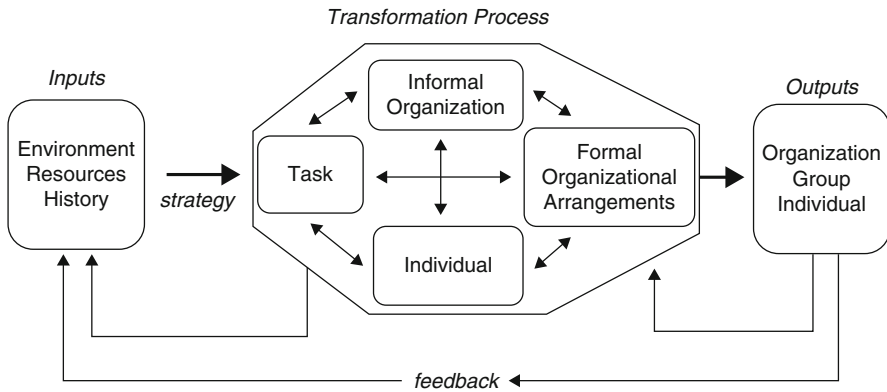 Transformation Process
Inputs
Environment
Resources
History
strategy
Informal
Organization
Task
Formal
Organizational
Arrangements
Individual
Outputs
Organization
Group
Individual
feedback